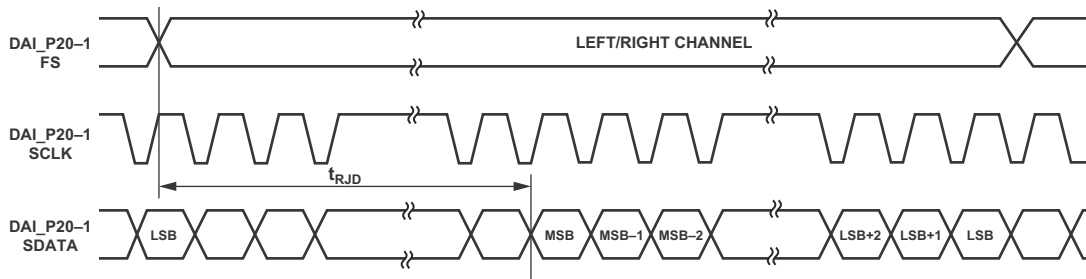 DAI_P20–1
FS
LEFT/RIGHT CHANNEL
DAI_P20–1
SCLK
tRJD
DAI_P20–1
SDATA
LSB
MSB
MSB–1
MSB–2
LSB+2
LSB+1
LSB